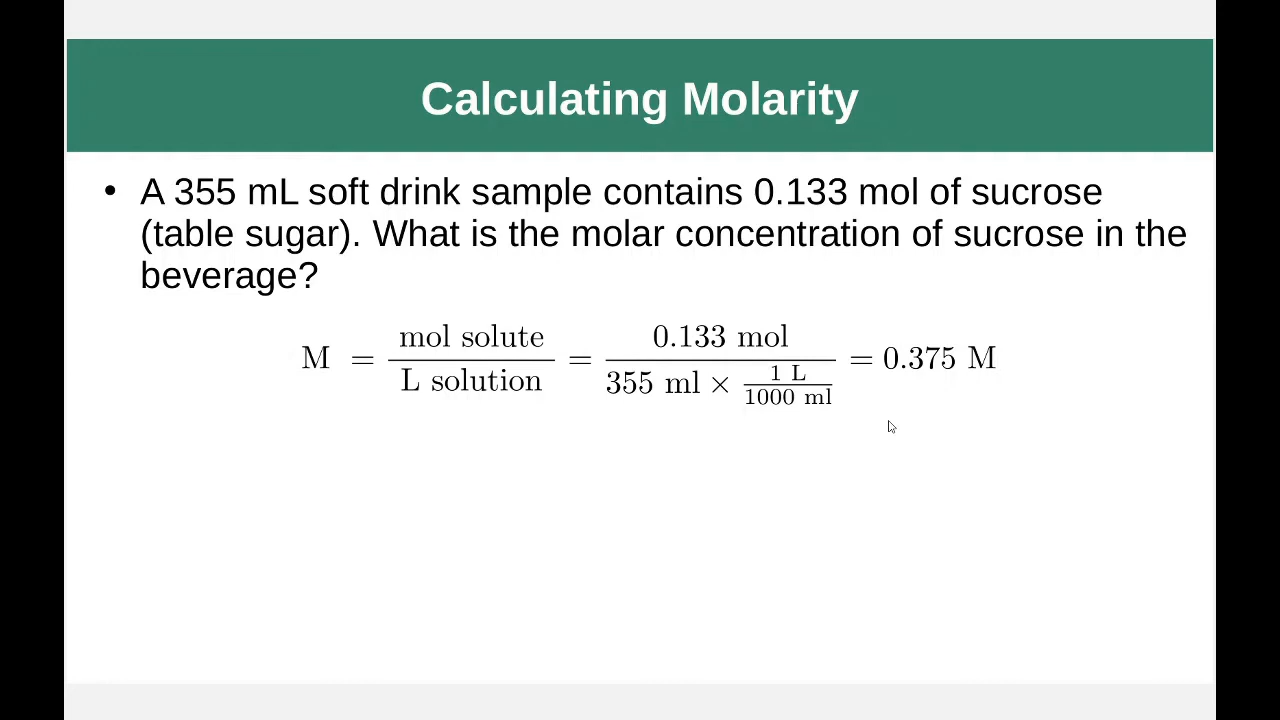 Calculating Molarity
• A 355 mL soft drink sample contains 0.133 mol of sucrose
(table sugar). What is the molar concentration of sucrose in the
beverage?
M = mol solute / L solution = 0.133 mol / 355 ml × 1 L / 1000 ml = 0.375 M